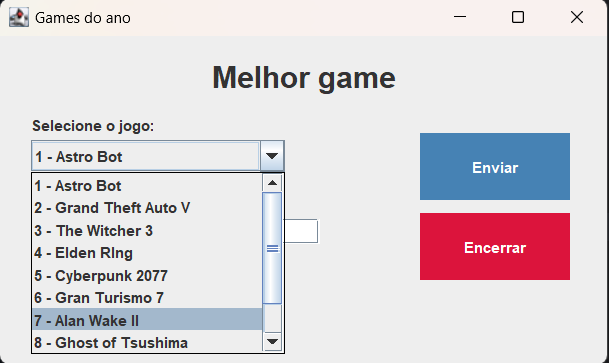 Games do ano
Melhor game
Selecione o jogo:
1 - Astro Bot
1 - Astro Bot
2 - Grand Theft Auto V
3 - The Witcher 3
4 - Elden RIng
5 - Cyberpunk 2077
6 - Gran Turismo 7
7 - Alan Wake II
8 - Ghost of Tsushima
Enviar
Encerrar